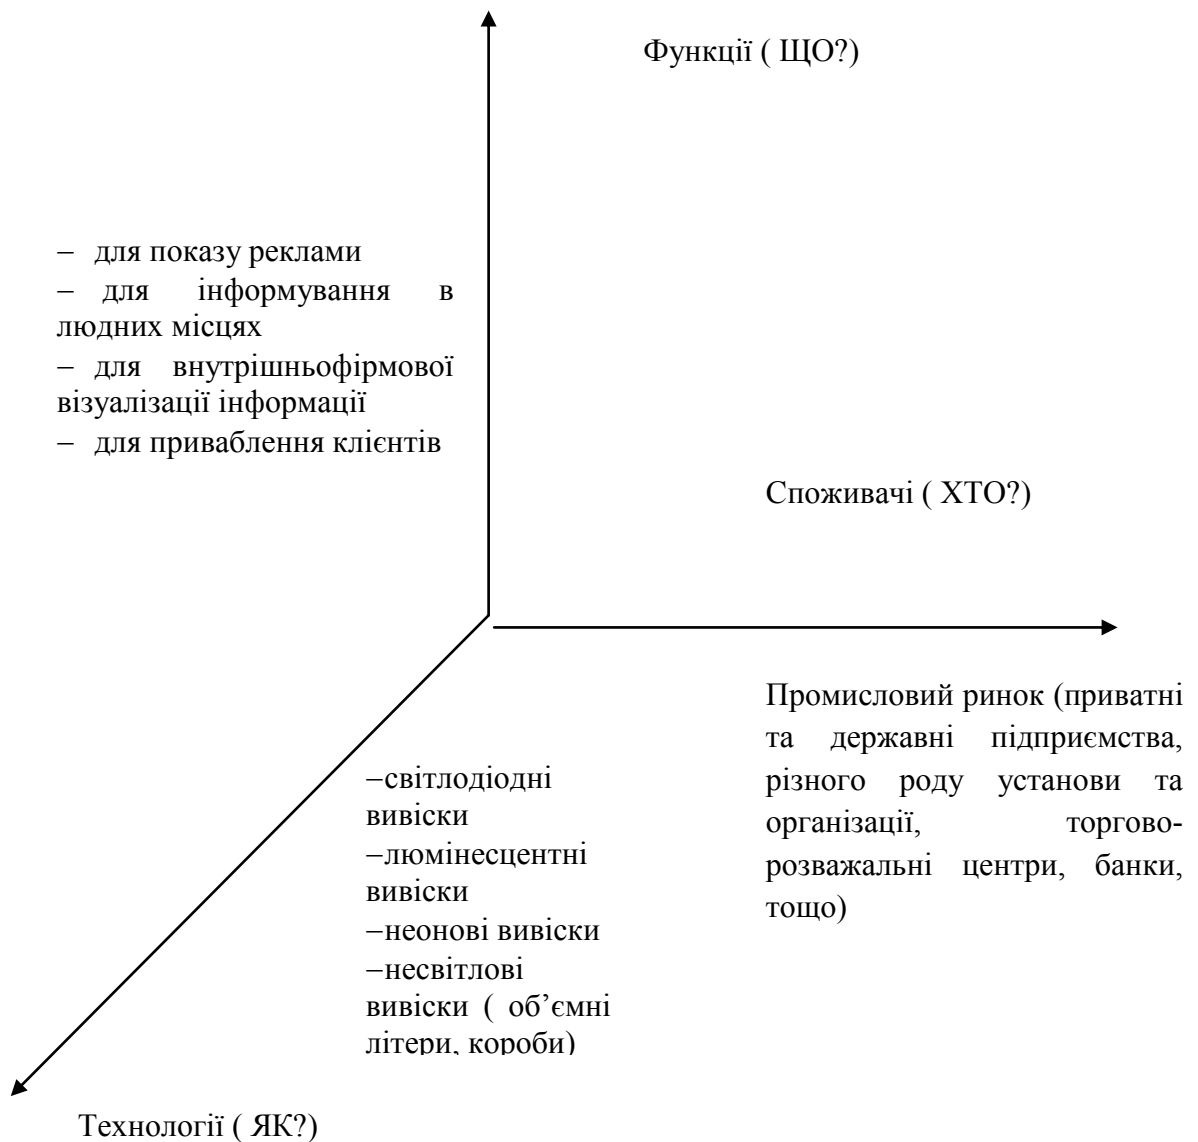 Функції ( ЩО?)
− для показу реклами
− для інформування в
людних місцях
− для внутрішньофірмової
візуалізації інформації
− для приваблення клієнтів
Споживачі ( ХТО?)
Промисловий ринок (приватні
та державні підприємства,
різного роду установи та
організації, торгово-
розважальні центри, банки,
тощо)
−світлодіодні
вивіски
−люмінесцентні
вивіски
−неонові вивіски
−несвітлові
вивіски ( об’ємні
літери, короби)
Технології ( ЯК?)